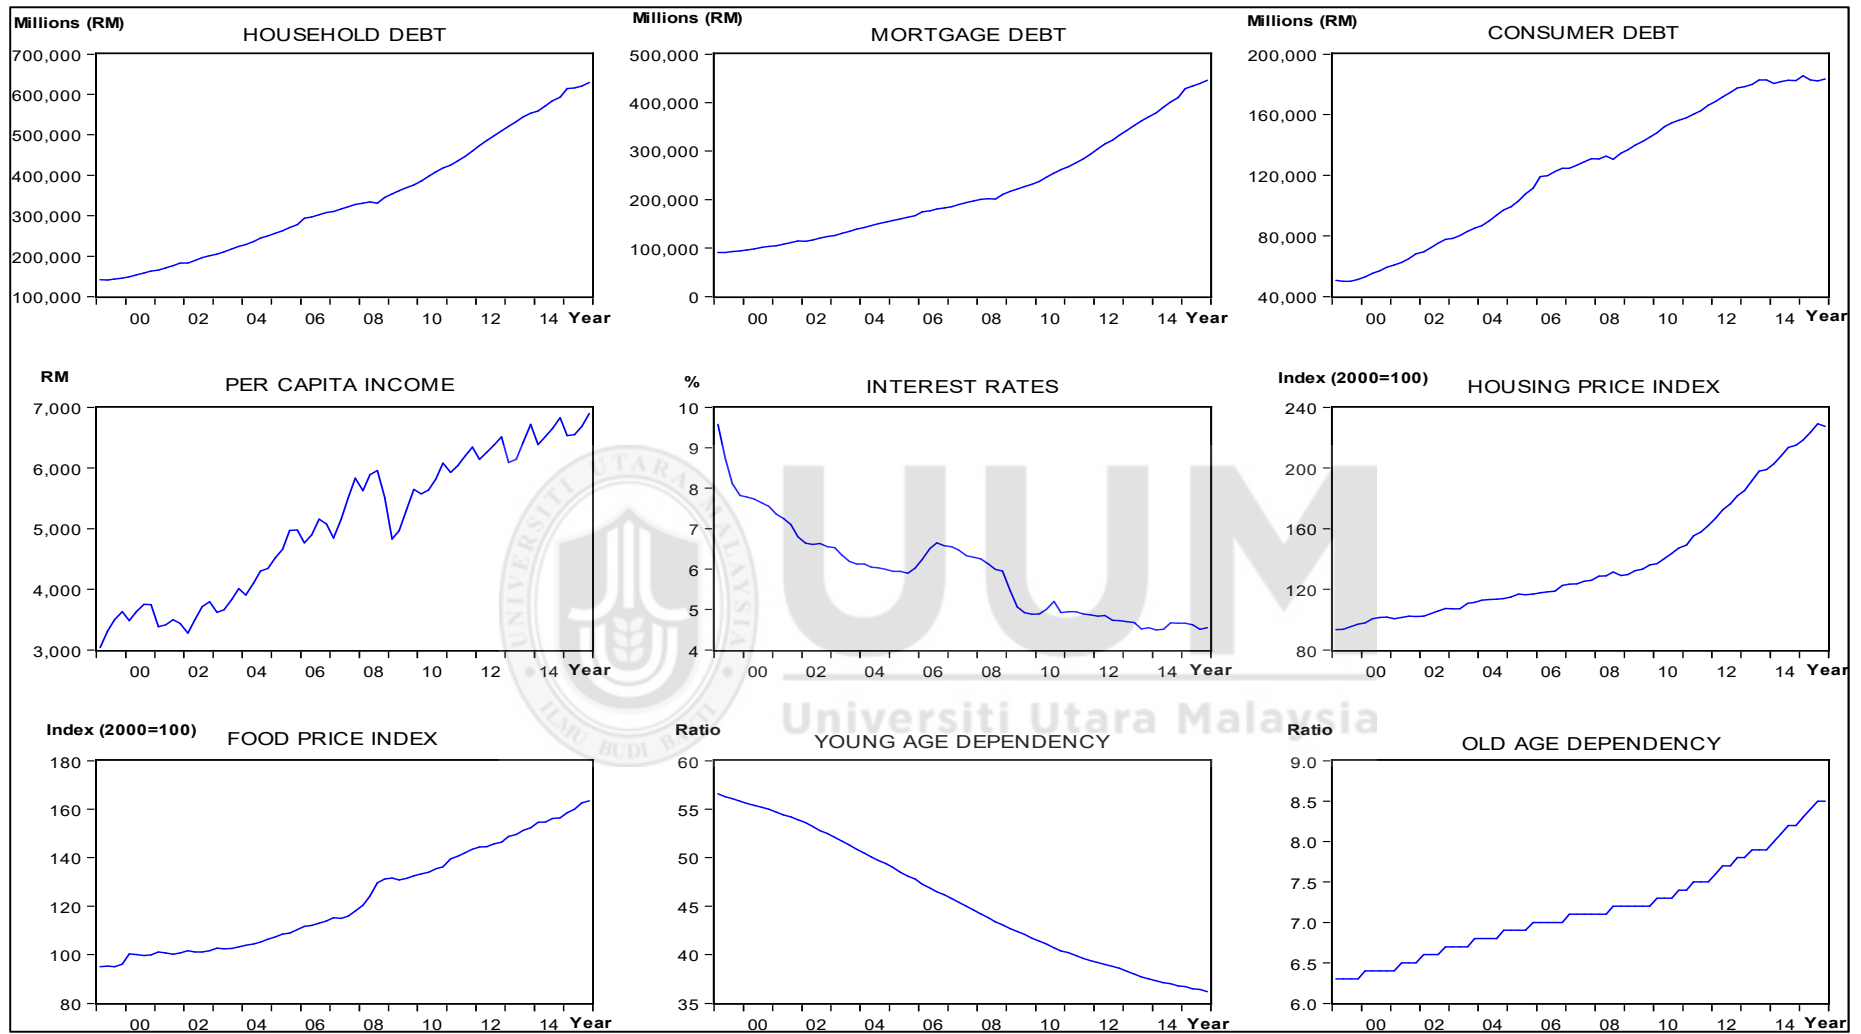 Millions (RM)
HOUSEHOLD DEBT
700,000
600,000
500,000
400,000
300,000
200,000
100,000
00 02 04 06 08 10 12 14 Year
Millions (RM)
MORTGAGE DEBT
500,000
400,000
300,000
200,000
100,000
0
00 02 04 06 08 10 12 14 Year
Millions (RM)
CONSUMER DEBT
200,000
160,000
120,000
80,000
40,000
00 02 04 06 08 10 12 14 Year
RM
PER CAPITA INCOME
7,000
6,000
5,000
4,000
3,000
00 02 04 06 08 10 12 14 Year
%
INTEREST RATES
10
9
8
7
6
5
4
00 02 04 06 08 10 12 14 Year
Index (2000=100)
HOUSING PRICE INDEX
240
200
160
120
80
00 02 04 06 08 10 12 14 Year
Index (2000=100)
FOOD PRICE INDEX
180
160
140
120
100
80
00 02 04 06 08 10 12 14 Year
Ratio
YOUNG AGE DEPENDENCY
60
55
50
45
40
35
00 02 04 06 08 10 12 14 Year
Ratio
OLD AGE DEPENDENCY
9.0
8.5
8.0
7.5
7.0
6.5
6.0
00 02 04 06 08 10 12 14 Year
UNIVERSITI UTARA MALAYSIA
ILMU BUDI BAKTI
UUM
Universiti Utara Malaysia